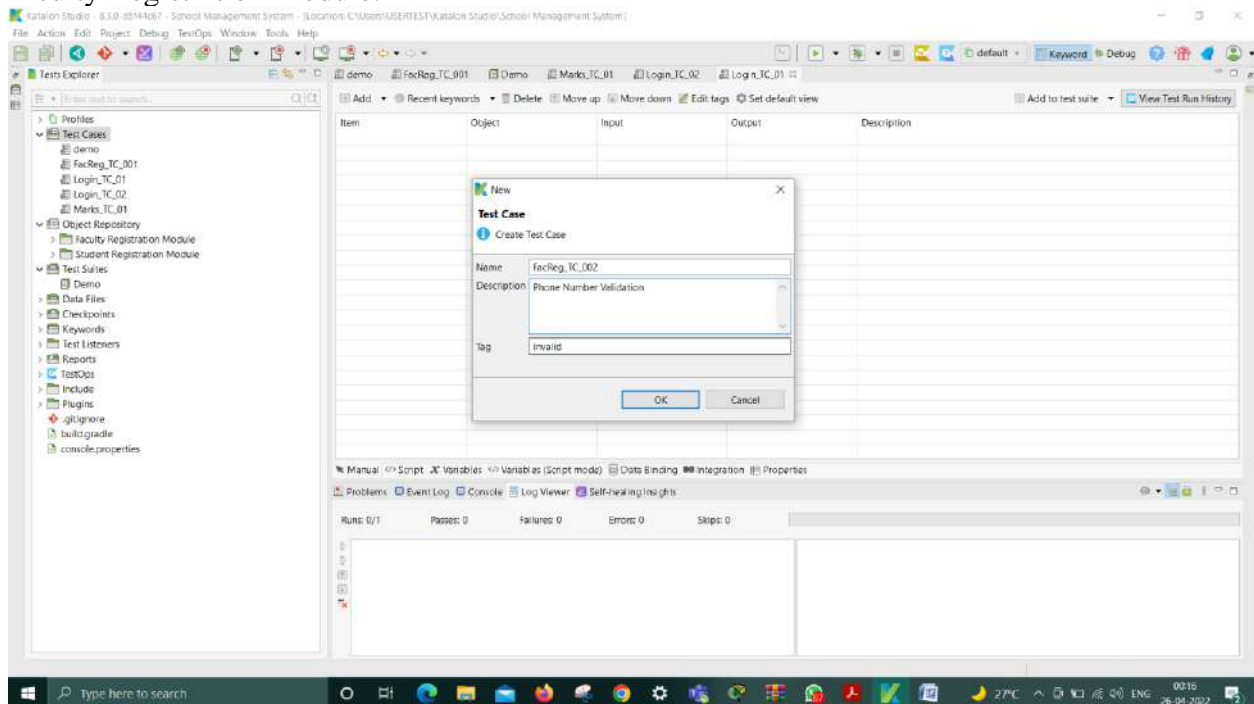 Katalon Studio - 8.3.0 - School Management System - [Location: C:\Users\USERTEST\Katalon Studio\School Management System]
File Action Edit Project Debug TestOps Window Tools Help
default Keyword Debug
Tests Explorer
demo FacReg_TC_001 Demo Marks_TC_01 Login_TC_02 Login_TC_01
Enter text to search...
Add Recent keywords Delete Move up Move down Edit tags Set default view Add to test suite View Test Run History
Item Object Input Output Description
Profiles
Test Cases
demo
FacReg_TC_001
Login_TC_01
Login_TC_02
Marks_TC_01
Object Repository
Faculty Registration Module
Student Registration Module
Test Suites
Demo
Data Files
Checkpoints
Keywords
Test Listeners
Reports
TestOps
Include
Plugins
.gitignore
build.gradle
console.properties
New
Test Case
Create Test Case
Name FacReg_TC_002
Description Phone Number Validation
Tag invalid
OK Cancel
Manual Script Variables Variables (Script mode) Data Binding Integration Properties
Problems Event Log Console Log Viewer Self-healing Insights
Runs: 0/1 Passes: 0 Failures: 0 Errors: 0 Skips: 0
Type here to search
27°C ENG 00:16
26-04-2022